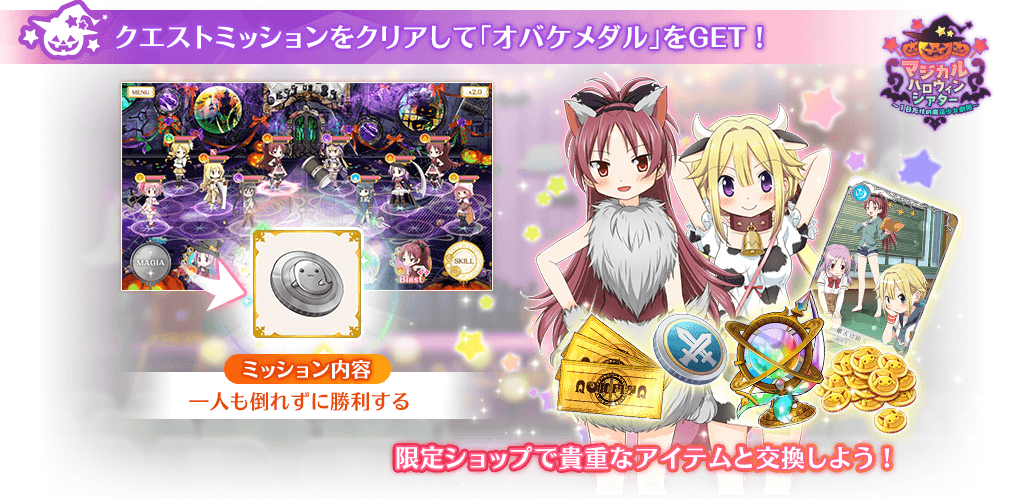 クエストミッションをクリアして「オバケメダル」をGET！
マジカル
ハロウィン
シアター
MENU
x2.0
MAGIA
Blast
SKILL
ミッション内容
一人も倒れずに勝利する
限定ショップで貴重なアイテムと交換しよう！